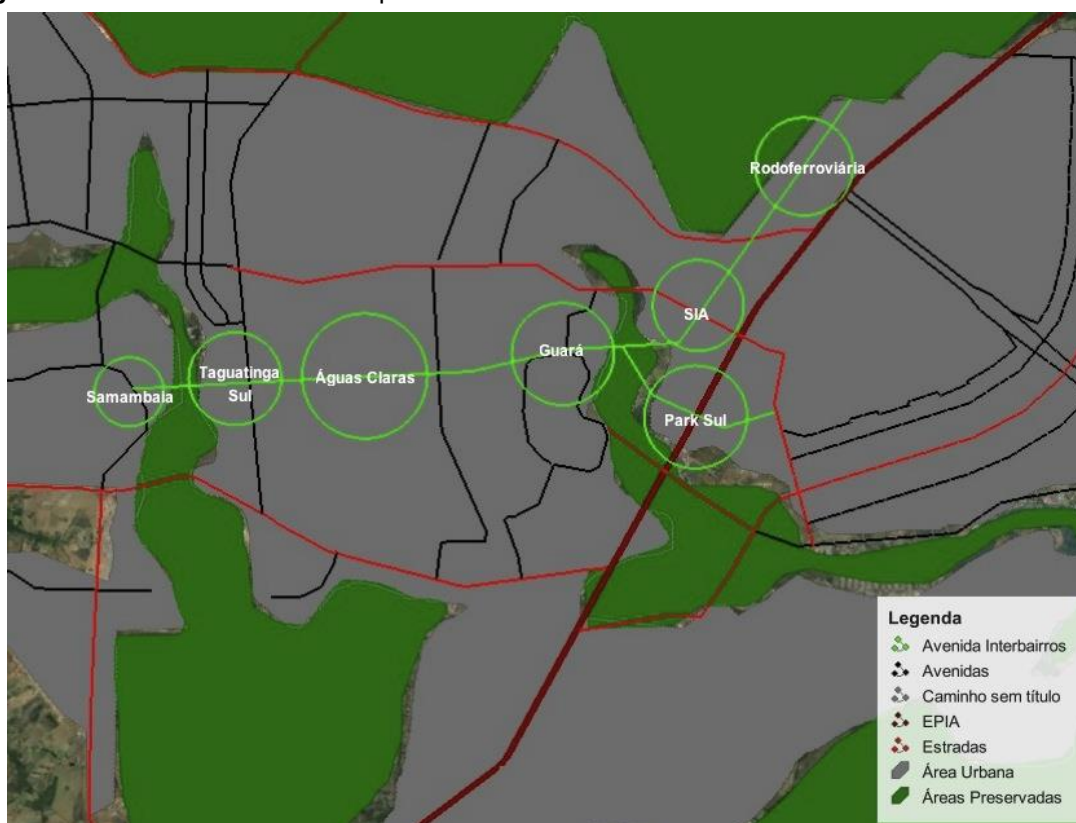 Rodoferroviária
SIA
Guará
Taguatinga
Sul
Águas Claras
Samambaia
Park Sul
Legenda
Avenida Interbairros
Avenidas
Caminho sem título
EPIA
Estradas
Área Urbana
Áreas Preservadas